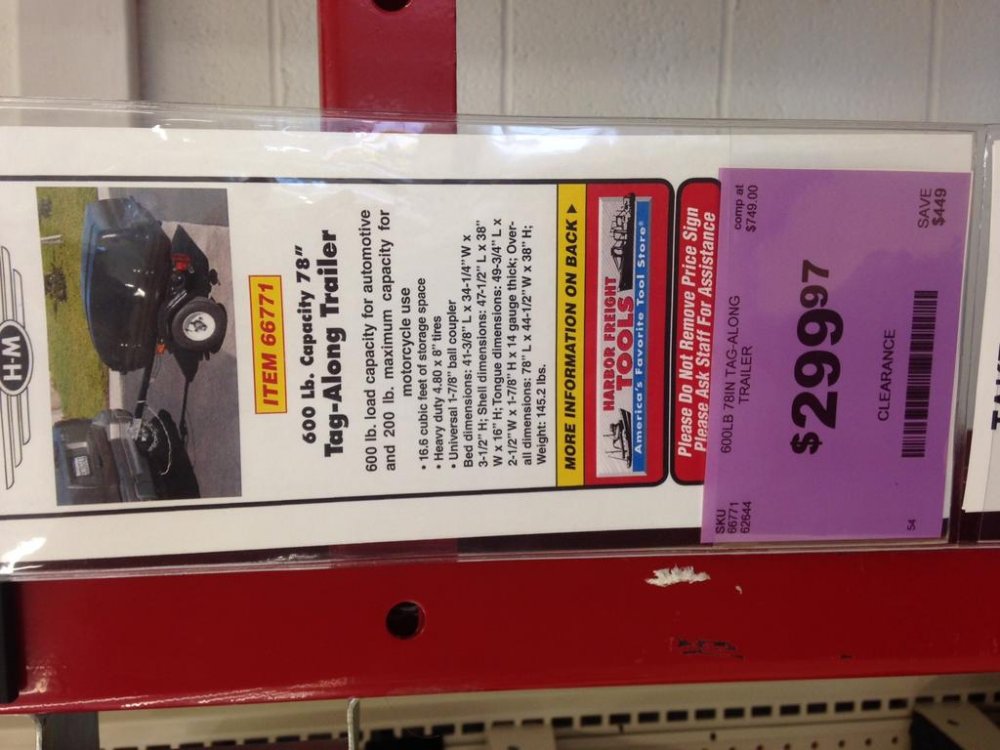 H-W
ITEM 66771
600 Lb. Capacity 78"
Tag-Along Trailer
600 lb. load capacity for automotive
and 200 lb. maximum capacity for
motorcycle use
• 16.6 cubic feet of storage space
• Heavy duty 4.80 x 8" tires
• Universal 1-7/8" ball coupler
Bed dimensions: 41-3/8" L x 34-1/4" W x
3-1/2" H; Shell dimensions: 47-1/2" L x 38"
W x 16" H; Tongue dimensions: 49-3/4" L x
2-1/2" W x 1-7/8" H x 14 gauge thick; Over-
all dimensions: 78" L x 44-1/2" W x 38" H;
Weight: 145.2 lbs.
MORE INFORMATION ON BACK ►
HARBOR FREIGHT
TOOLS
America's Favorite Tool Store®
Please Do Not Remove Price Sign
Please Ask Staff For Assistance
SKU
66771
62644
600LB 78IN TAG-ALONG
TRAILER
comp at
$749.00
$299.97
CLEARANCE
SAVE
$449
54